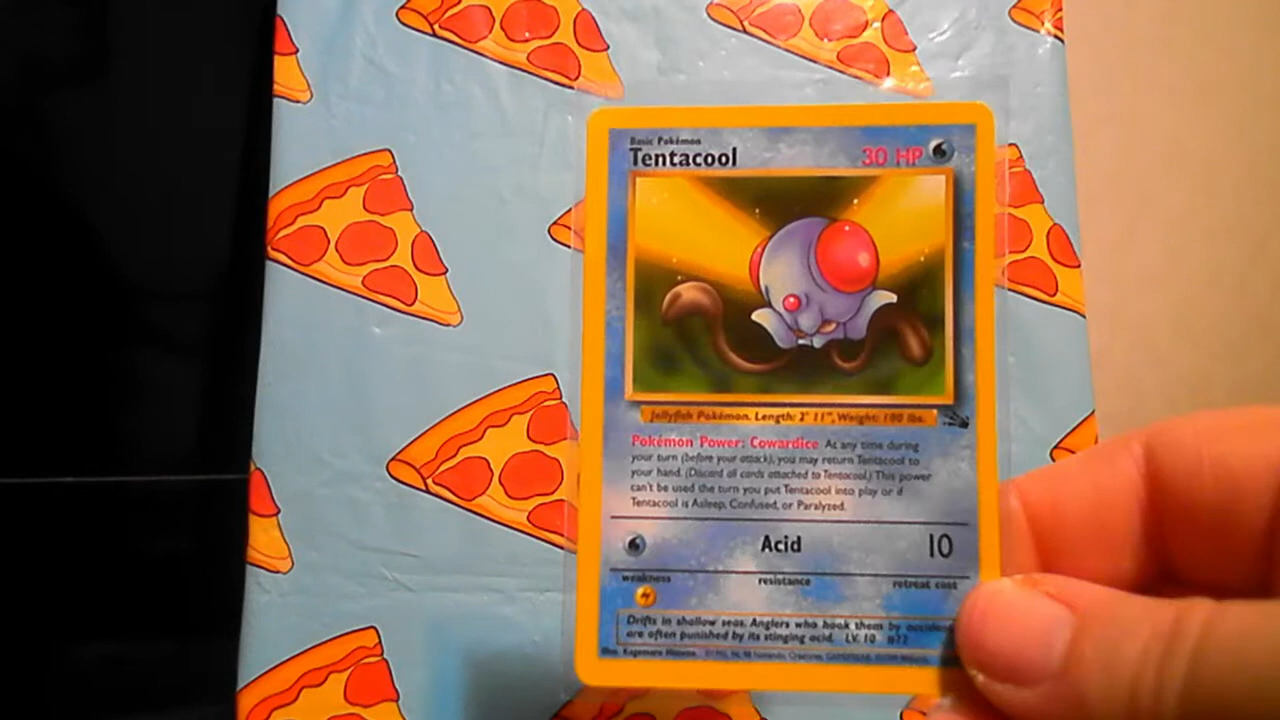 Basic Pokémon
Tentacool 30 HP
Jellyfish Pokémon. Length: 2' 11", Weight: 100 lbs.
Pokémon Power: Cowardice At any time during
your turn (before your attack), you may return Tentacool to
your hand. (Discard all cards attached to Tentacool.) This power
can't be used the turn you put Tentacool into play or if
Tentacool is Asleep, Confused, or Paralyzed.
Acid 10
weakness resistance retreat cost
Drifts in shallow seas. Anglers who hook them by
are often punished by its stinging acid. LV. 10 #72
Illus. Kagemaru Himeno